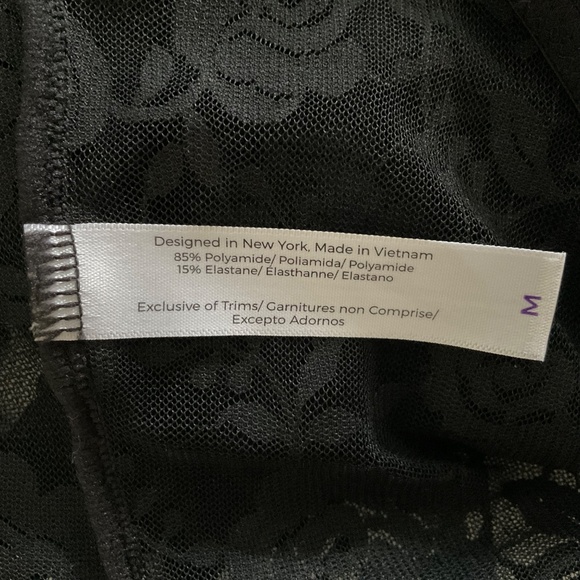 Designed in New York. Made in Vietnam
85% Polyamide/ Poliamida/ Polyamide
15% Elastane/ Élasthanne/ Elastano
Exclusive of Trims/ Garnitures non Comprise/
Excepto Adornos
M